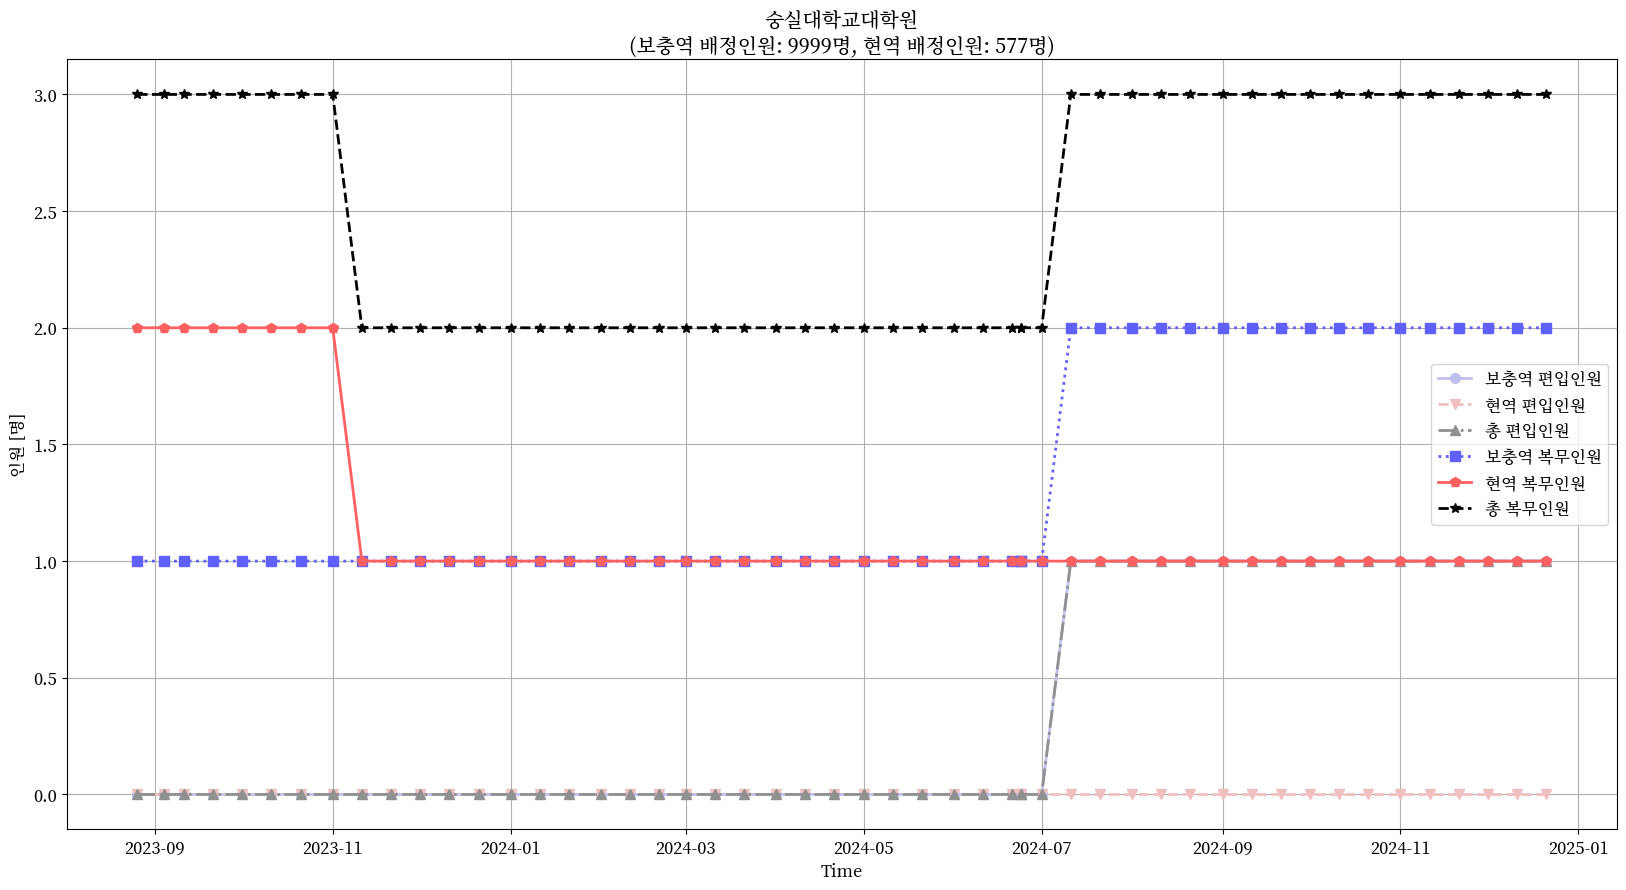 숭실대학교대학원
(보충역 배정인원: 9999명, 현역 배정인원: 577명)
인원 [명]
3.0
2.5
2.0
1.5
1.0
0.5
0.0
보충역 편입인원
현역 편입인원
총 편입인원
보충역 복무인원
현역 복무인원
총 복무인원
2023-09 2023-11 2024-01 2024-03 2024-05 2024-07 2024-09 2024-11 2025-01
Time